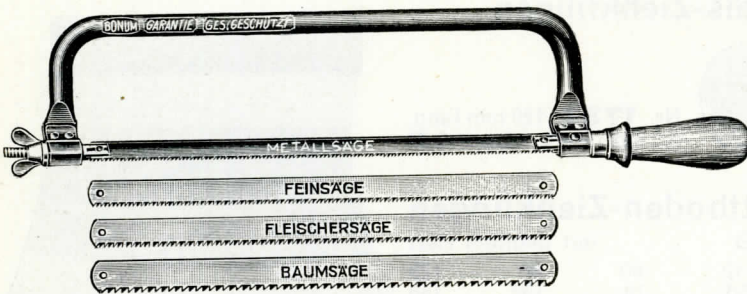 BONUM GARANTIE GES.GESCHÜTZT
METALLSÄGE
FEINSÄGE
FLEISCHERSÄGE
BAUMSÄGE